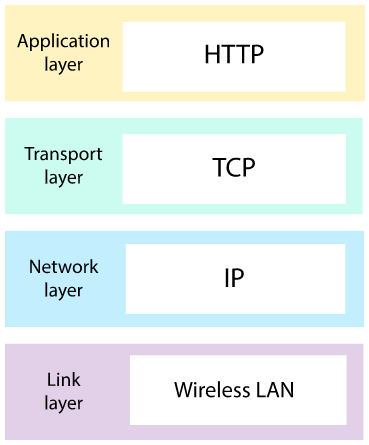 Application
layer
HTTP
Transport
layer
TCP
Network
layer
IP
Link
layer
Wireless LAN